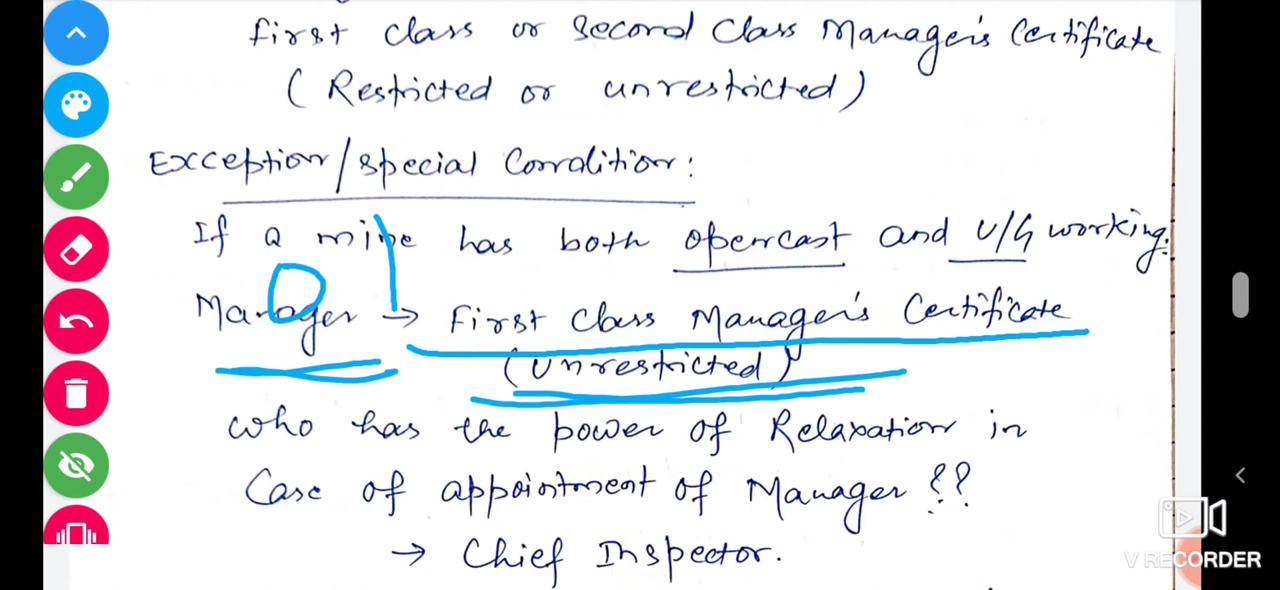 First class or Second Class Manager's Certificate
(Restricted or unrestricted)
Exception/special Condition:
If a mine has both opencast and U/G working.
Manager → First Class Manager's Certificate
(Unrestricted)
who has the power of Relaxation in
Case of appointment of Manager ??
→ Chief Inspector.
V RECORDER